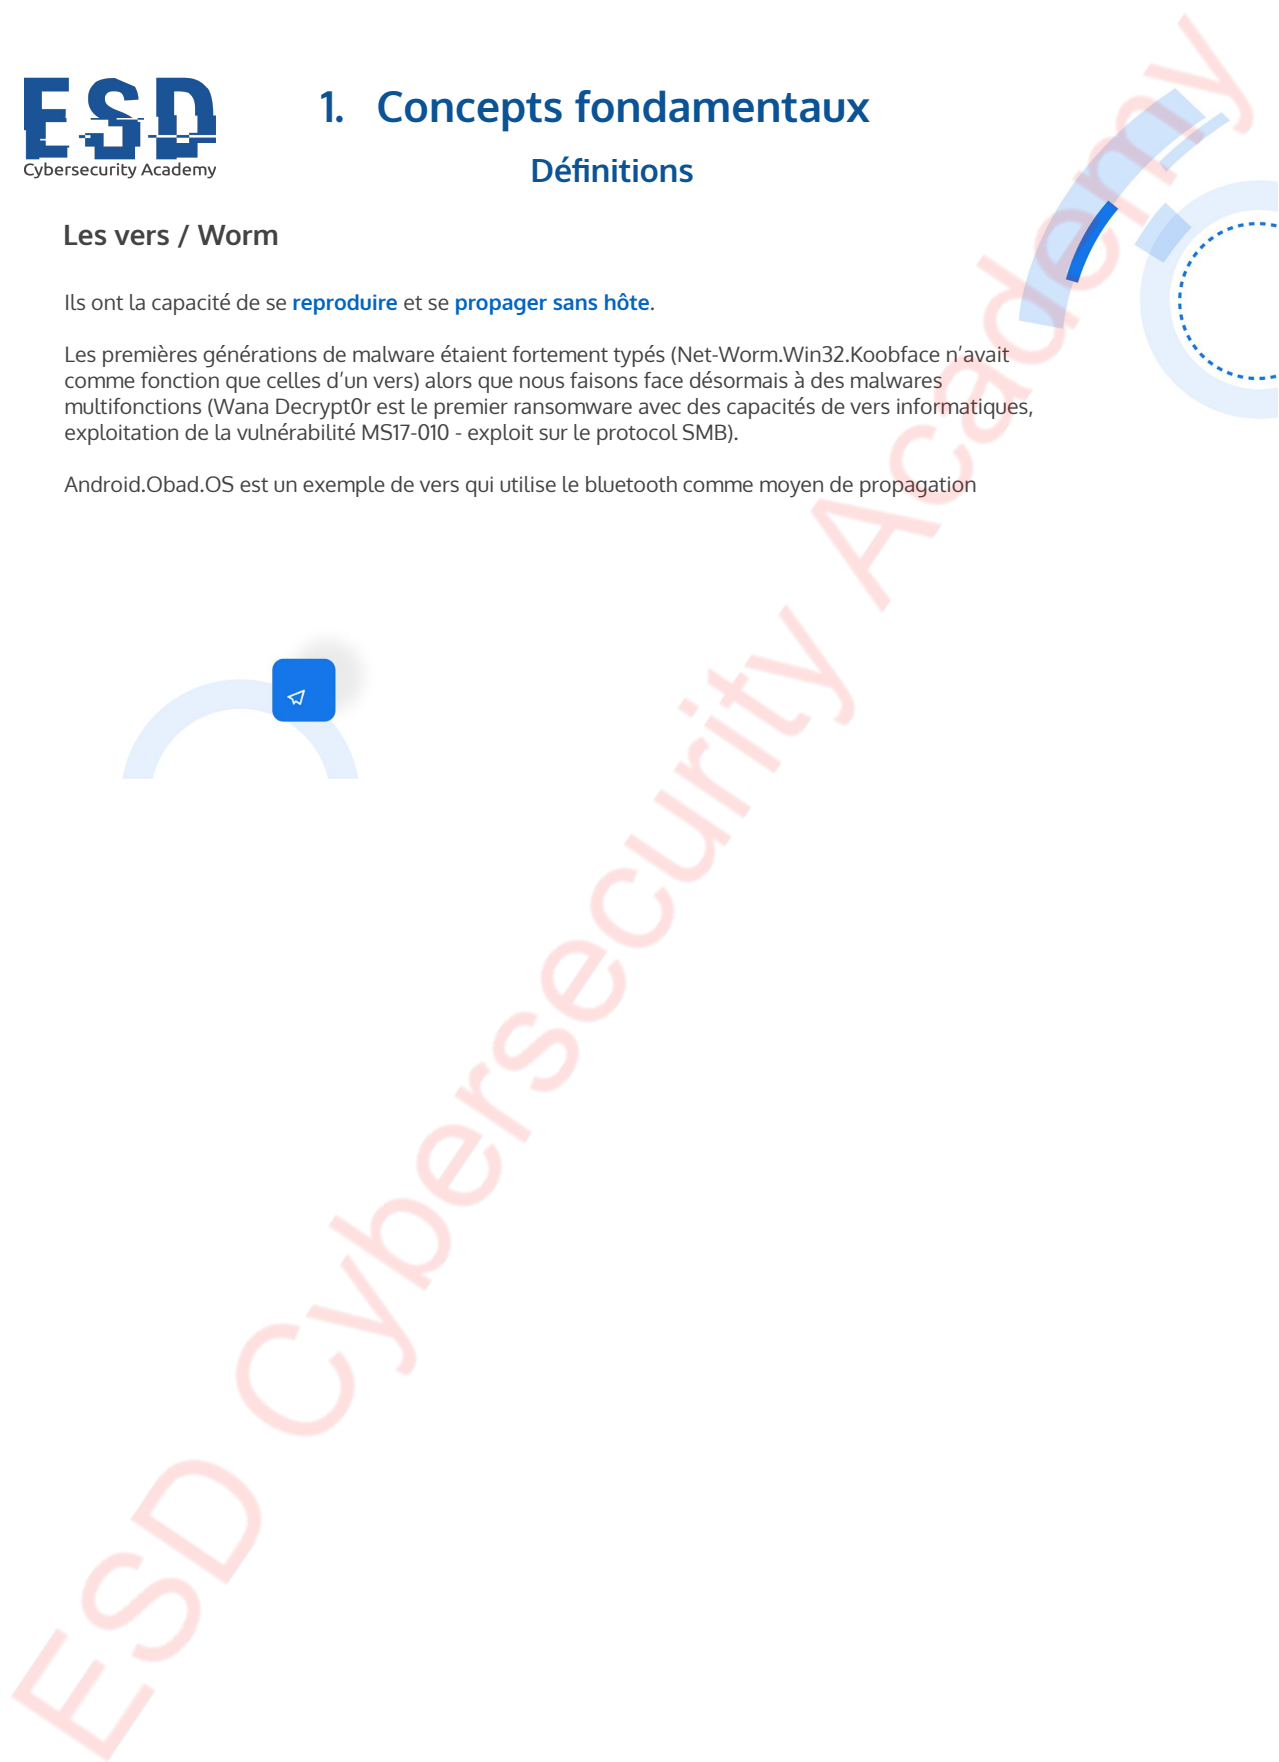 ESD
Cybersecurity Academy
1. Concepts fondamentaux
Définitions
Les vers / Worm
Ils ont la capacité de se reproduire et se propager sans hôte.
Les premières générations de malware étaient fortement typés (Net-Worm.Win32.Koobface n’avait
comme fonction que celles d’un vers) alors que nous faisons face désormais à des malwares
multifonctions (Wana Decrypt0r est le premier ransomware avec des capacités de vers informatiques,
exploitation de la vulnérabilité MS17-010 - exploit sur le protocol SMB).
Android.Obad.OS est un exemple de vers qui utilise le bluetooth comme moyen de propagation
ESD Cybersecurity Academy